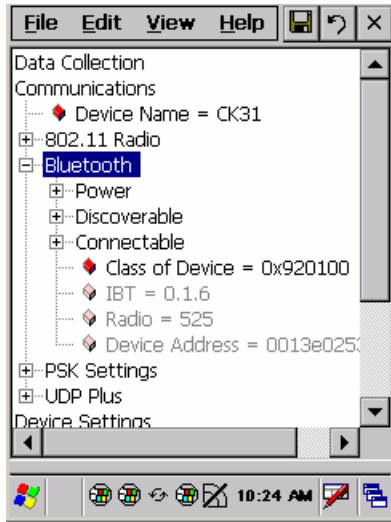 File Edit View Help
Data Collection
Communications
Device Name = CK31
802.11 Radio
Bluetooth
Power
Discoverable
Connectable
Class of Device = 0x920100
IBT = 0.1.6
Radio = 525
Device Address = 0013e0253
PSK Settings
UDP Plus
Device Settings
10:24 AM